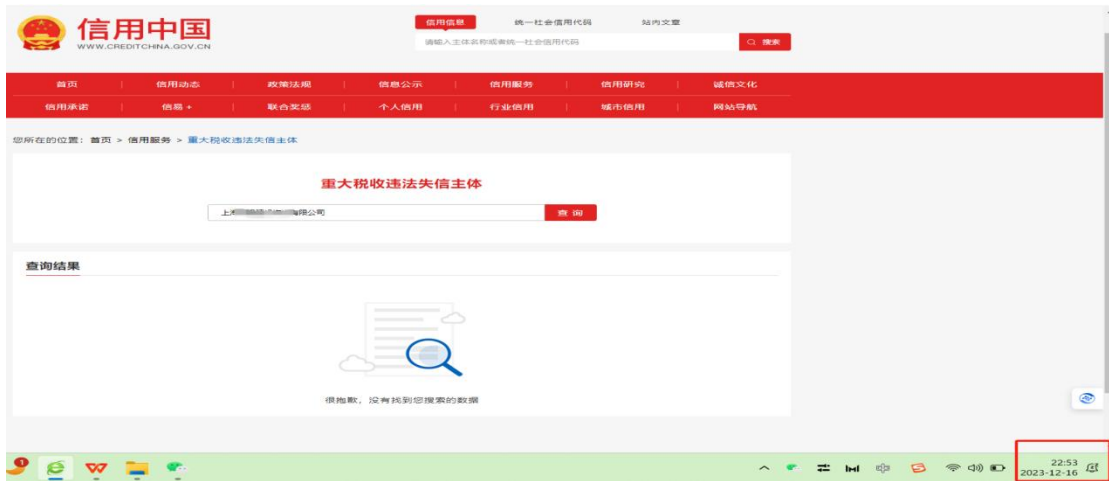 信用中国
WWW.CREDITCHINA.GOV.CN
信用信息 统一社会信用代码 站内文章
请输入主体名称或者统一社会信用代码 搜索
首页 信用动态 政策法规 信息公示 信用服务 信用研究 诚信文化
信用承诺 信易+ 联合奖惩 个人信用 行业信用 城市信用 网站导航
您所在的位置：首页 > 信用服务 > 重大税收违法失信主体
重大税收违法失信主体
上 有限公司 查询
查询结果
很抱歉，没有找到您搜索的数据
1
22:53
2023-12-16